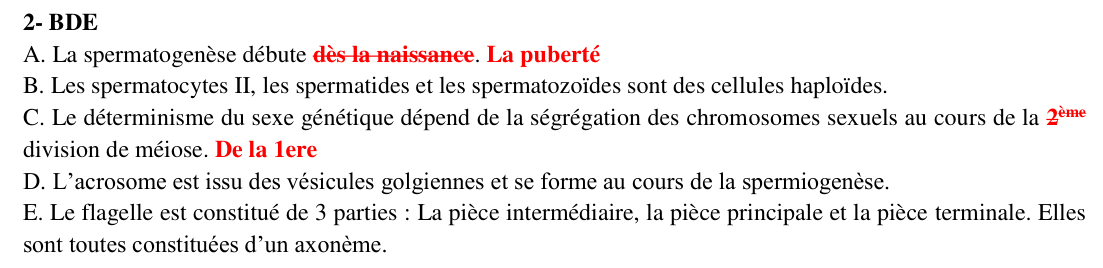 2- BDE
A. La spermatogenèse débute dès la naissance. La puberté
B. Les spermatocytes II, les spermatides et les spermatozoïdes sont des cellules haploïdes.
C. Le déterminisme du sexe génétique dépend de la ségrégation des chromosomes sexuels au cours de la 2ème
division de méiose. De la 1ere
D. L’acrosome est issu des vésicules golgiennes et se forme au cours de la spermiogenèse.
E. Le flagelle est constitué de 3 parties : La pièce intermédiaire, la pièce principale et la pièce terminale. Elles
sont toutes constituées d’un axonème.